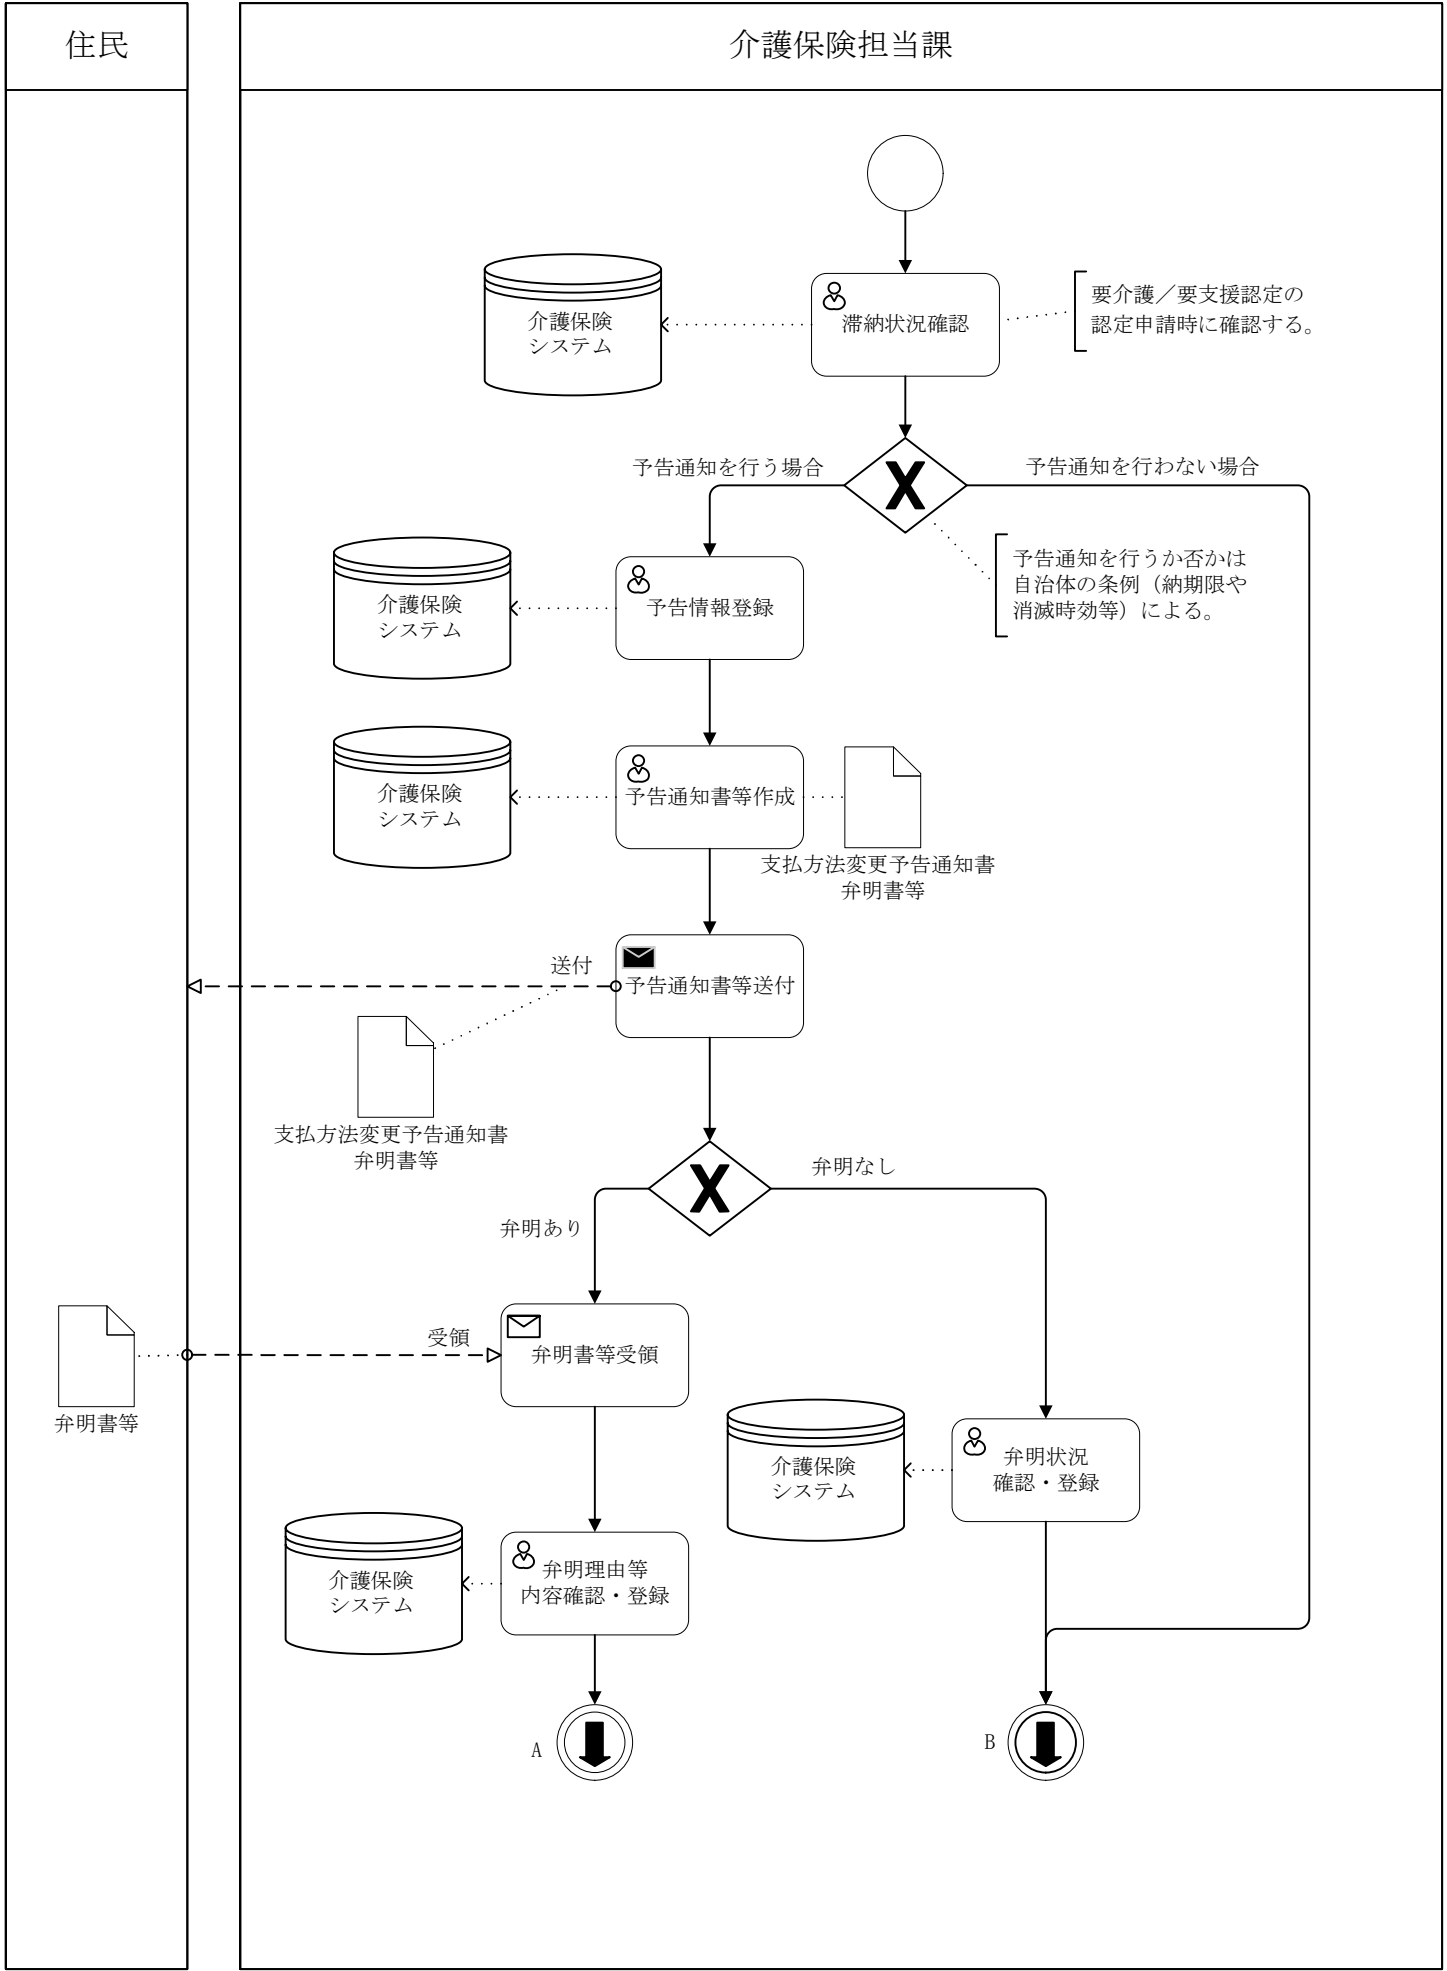 住民
介護保険担当課
介護保険
システム
滞納状況確認
要介護／要支援認定の
認定申請時に確認する。
予告通知を行う場合
X
予告通知を行わない場合
予告通知を行うか否かは
自治体の条例（納期限や
消滅時効等）による。
介護保険
システム
予告情報登録
介護保険
システム
予告通知書等作成
支払方法変更予告通知書
弁明書等
送付
予告通知書等送付
支払方法変更予告通知書
弁明書等
X
弁明なし
弁明あり
受領
弁明書等受領
弁明書等
介護保険
システム
弁明状況
確認・登録
介護保険
システム
弁明理由等
内容確認・登録
A
B